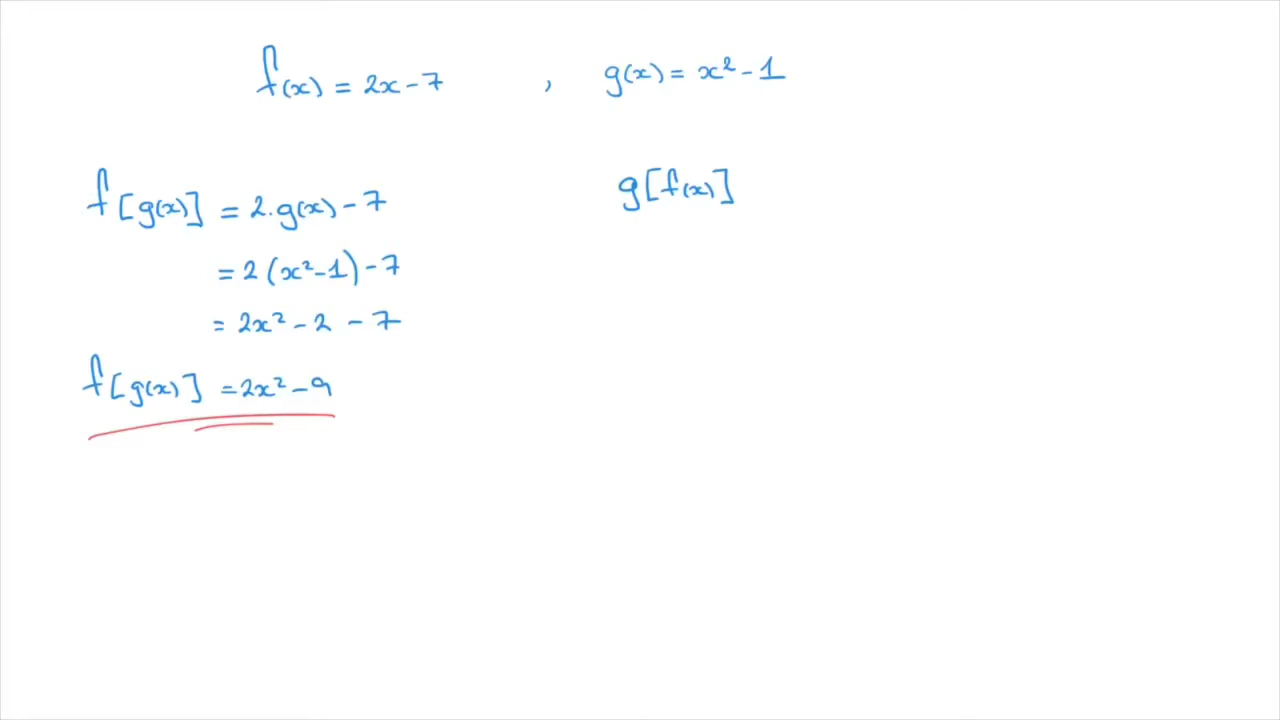 f(x) = 2x - 7 , g(x) = x² - 1
f[g(x)] = 2.g(x) - 7
= 2(x² - 1) - 7
= 2x² - 2 - 7
f[g(x)] = 2x² - 9
g[f(x)]